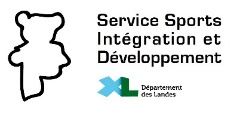 Service Sports
Intégration et
Développement
XL
Département
des Landes